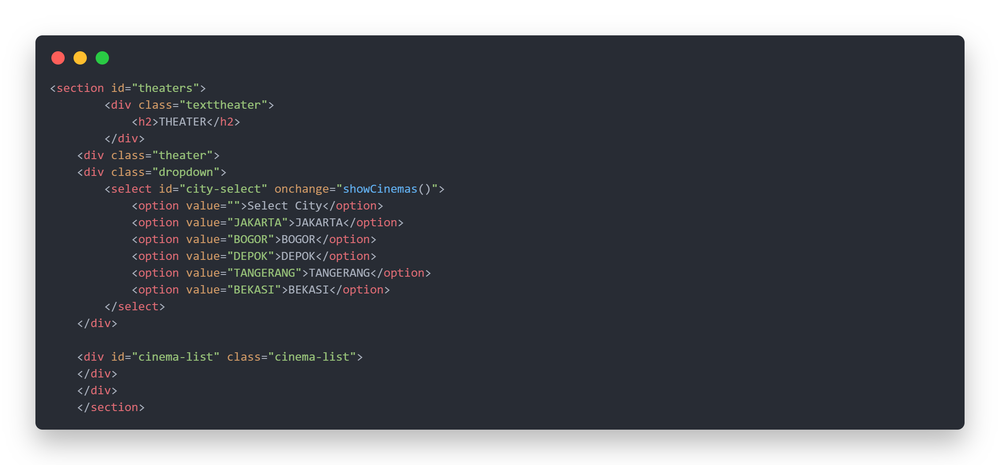 <section id="theaters">
        <div class="texttheater">
            <h2>THEATER</h2>
        </div>
    <div class="theater">
    <div class="dropdown">
        <select id="city-select" onchange="showCinemas()">
            <option value="">Select City</option>
            <option value="JAKARTA">JAKARTA</option>
            <option value="BOGOR">BOGOR</option>
            <option value="DEPOK">DEPOK</option>
            <option value="TANGERANG">TANGERANG</option>
            <option value="BEKASI">BEKASI</option>
        </select>
    </div>

    <div id="cinema-list" class="cinema-list">
    </div>
    </div>
    </section>